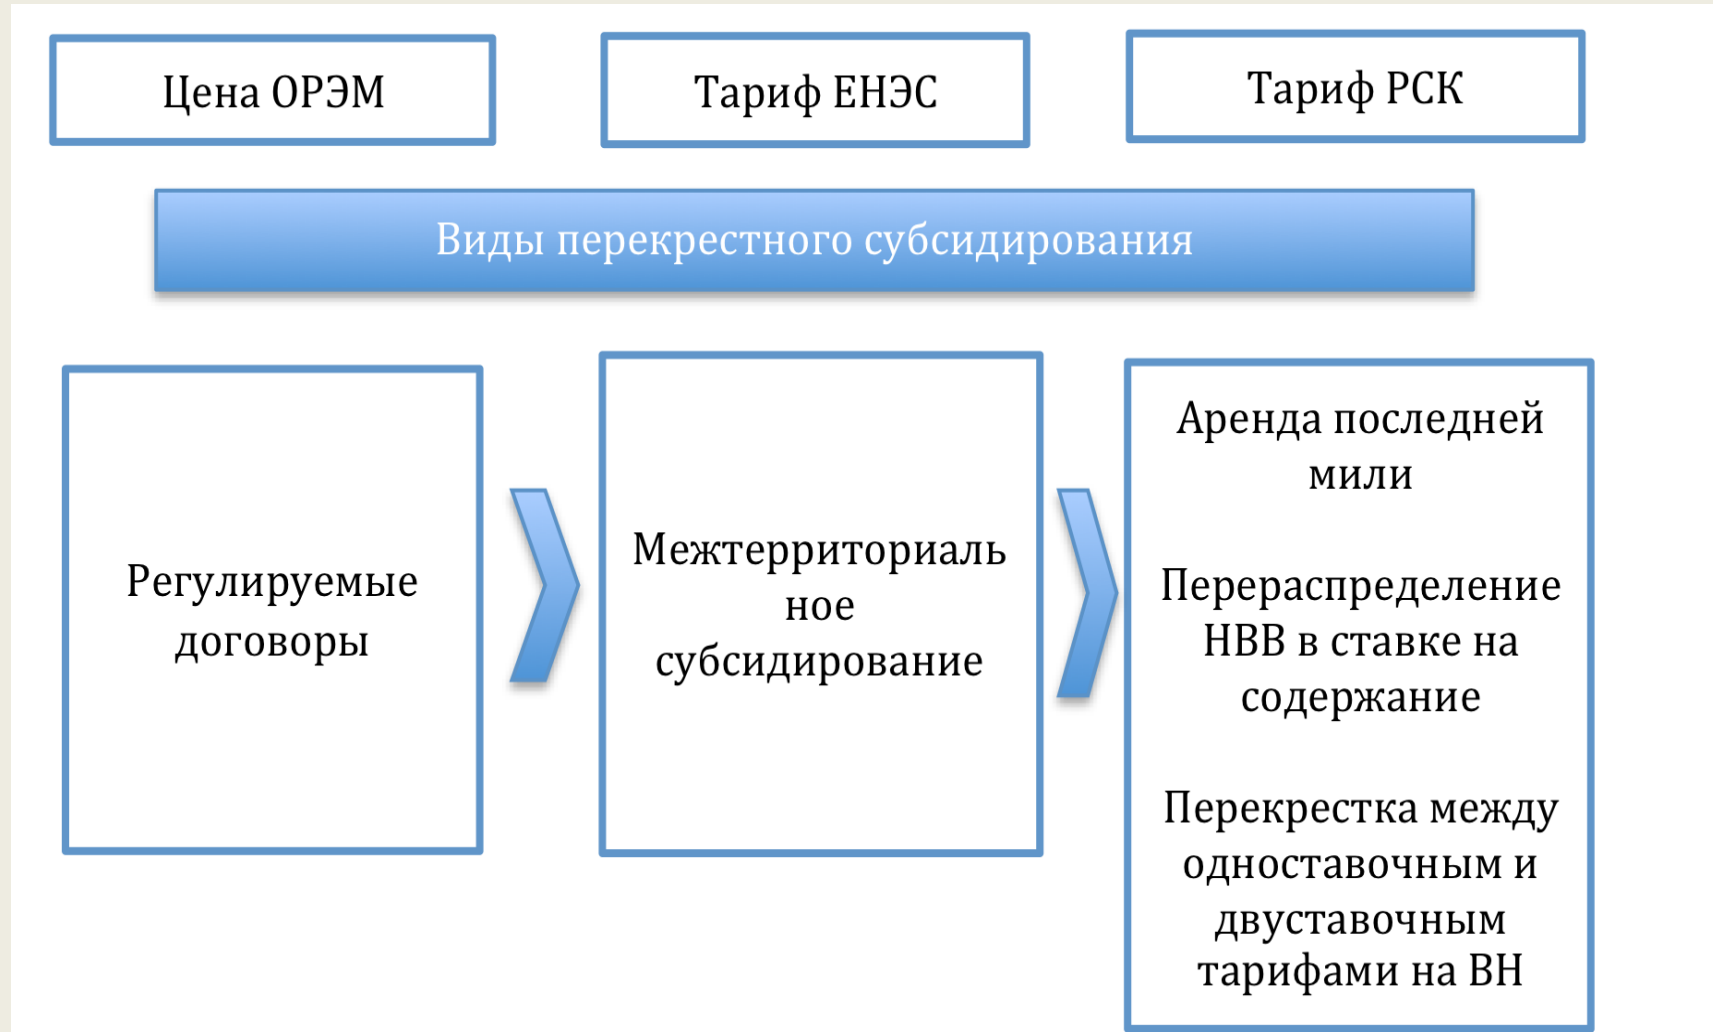 Цена ОРЭМ
Тариф ЕНЭС
Тариф РСК
Виды перекрестного субсидирования
Регулируемые
договоры
Межтерриториаль
ное
субсидирование
Аренда последней
мили
Перераспределение
НВВ в ставке на
содержание
Перекрестка между
одноставочным и
двуставочным
тарифами на ВН